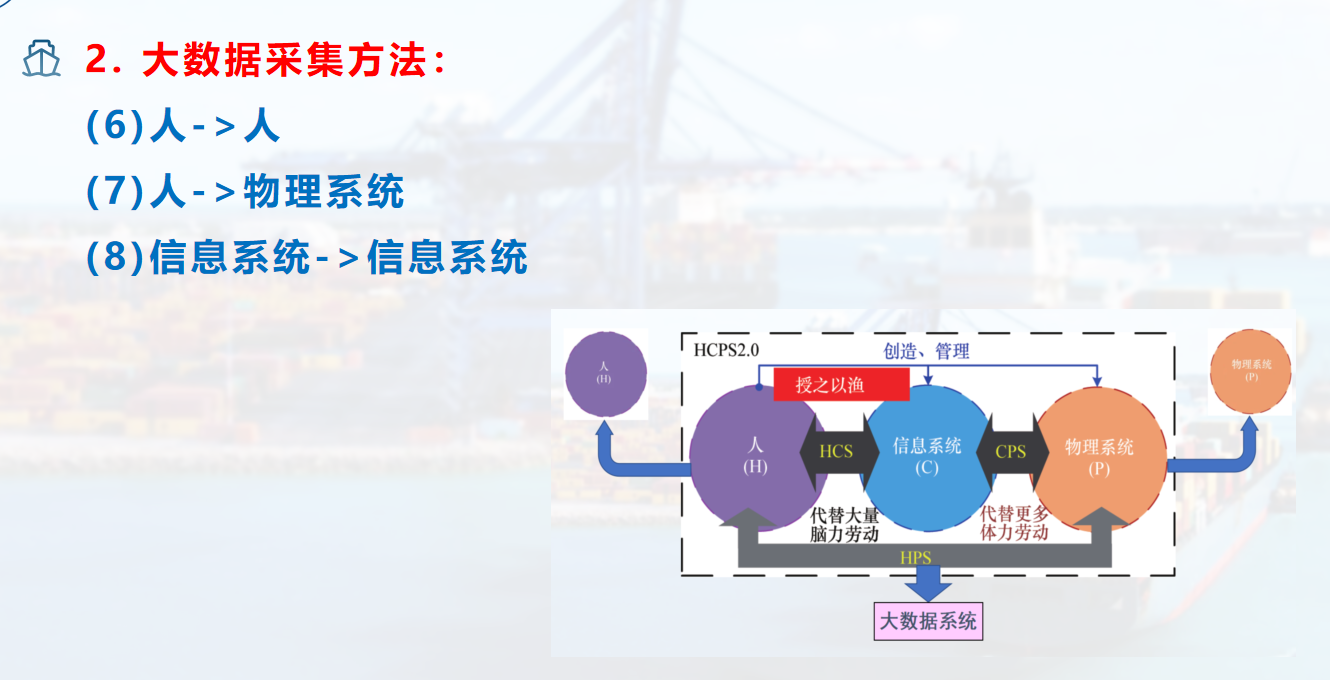 2. 大数据采集方法：
(6)人->人
(7)人->物理系统
(8)信息系统->信息系统
HCPS2.0
创造、管理
授之以渔
人
(H)
物理系统
(P)
人
(H)
HCS
信息系统
(C)
CPS
物理系统
(P)
代替大量
脑力劳动
代替更多
体力劳动
HPS
大数据系统